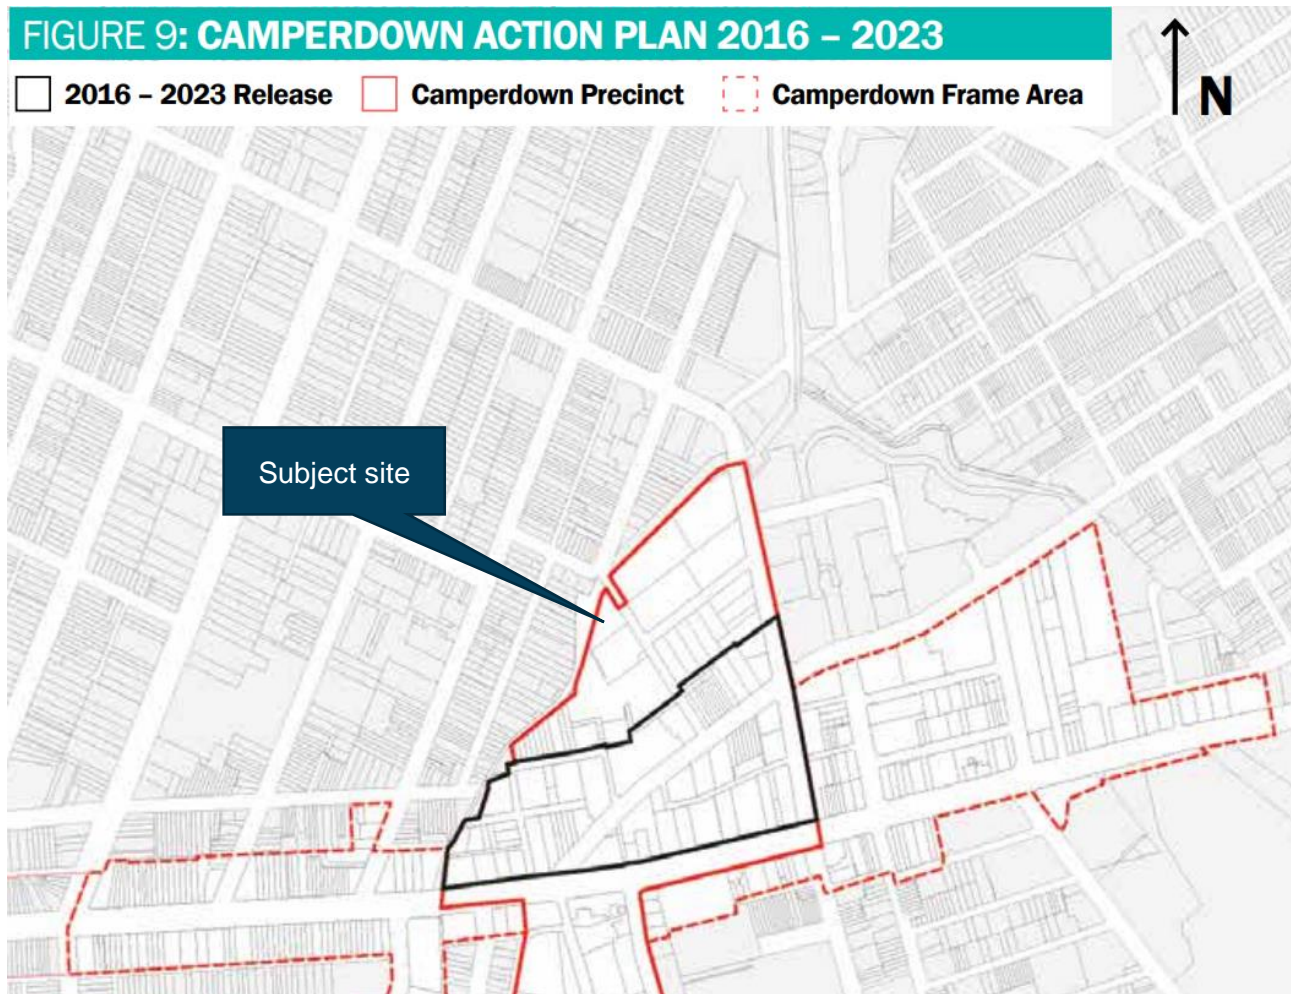 FIGURE 9: CAMPERDOWN ACTION PLAN 2016 – 2023
2016 – 2023 Release Camperdown Precinct Camperdown Frame Area
N
Subject site